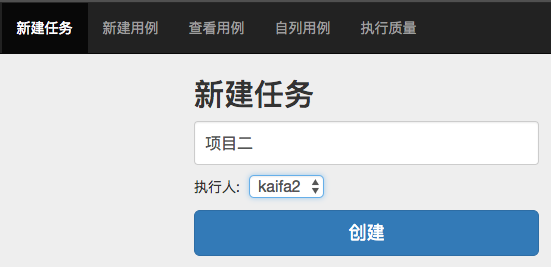 新建任务 新建用例 查看用例 自列用例 执行质量
新建任务
项目二
执行人: kaifa2
创建